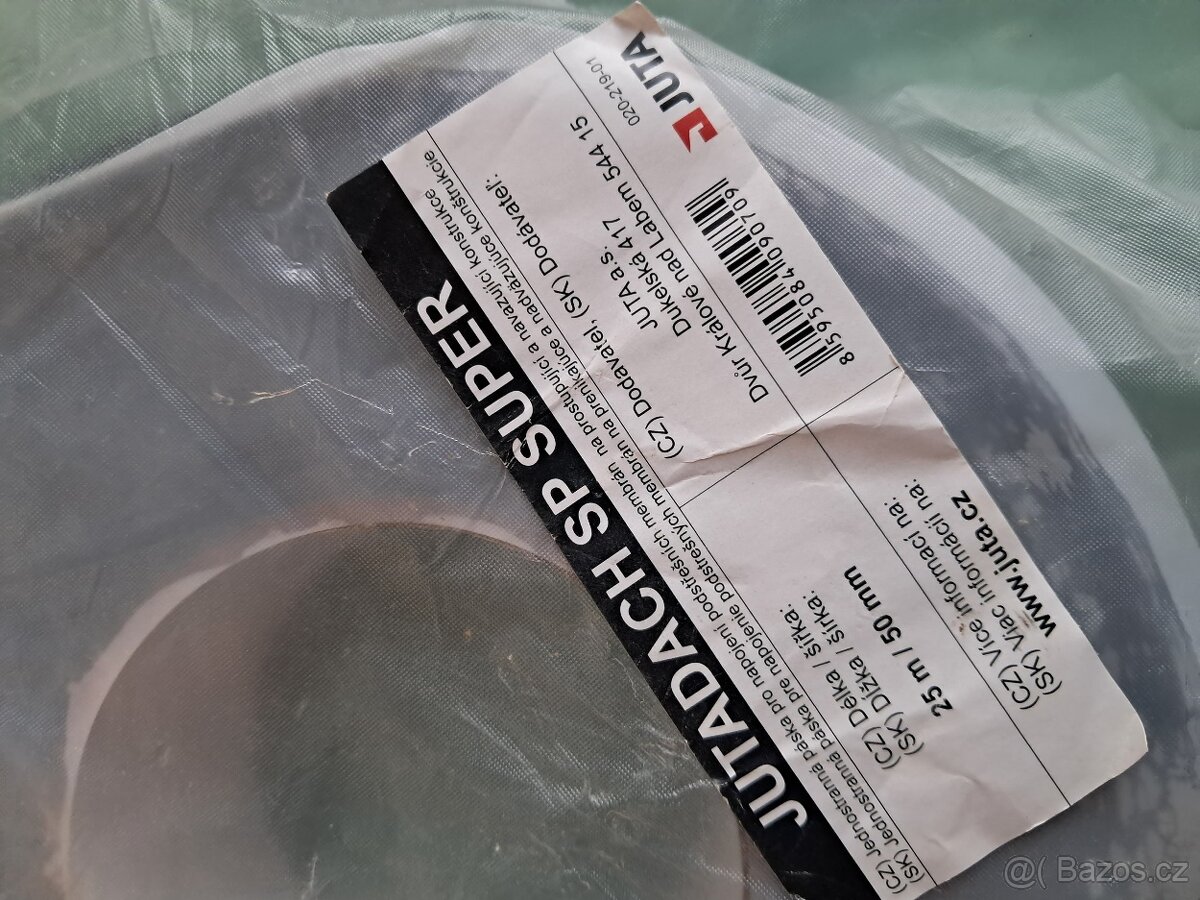 JUTADACH SP SUPER
(CZ) Jednostranná páska pro napojení podstřešních membrán na prostupující a navazující konstrukce
(SK) Jednostranná páska pre napojenie podstrešných membrán na prenikajúce a nadväzujúce konštrukcie
(CZ) Délka / šířka:
(SK) Dĺžka / šírka:
25 m / 50 mm
(CZ) Dodavatel, (SK) Dodávateľ:
JUTA a.s.
Dukelská 417
Dvůr Králové nad Labem 544 15
(CZ) Více informací na:
(SK) Viac informácií na:
www.juta.cz
8 595084 090709
020-219-01
JUTA
@( Bazos.cz